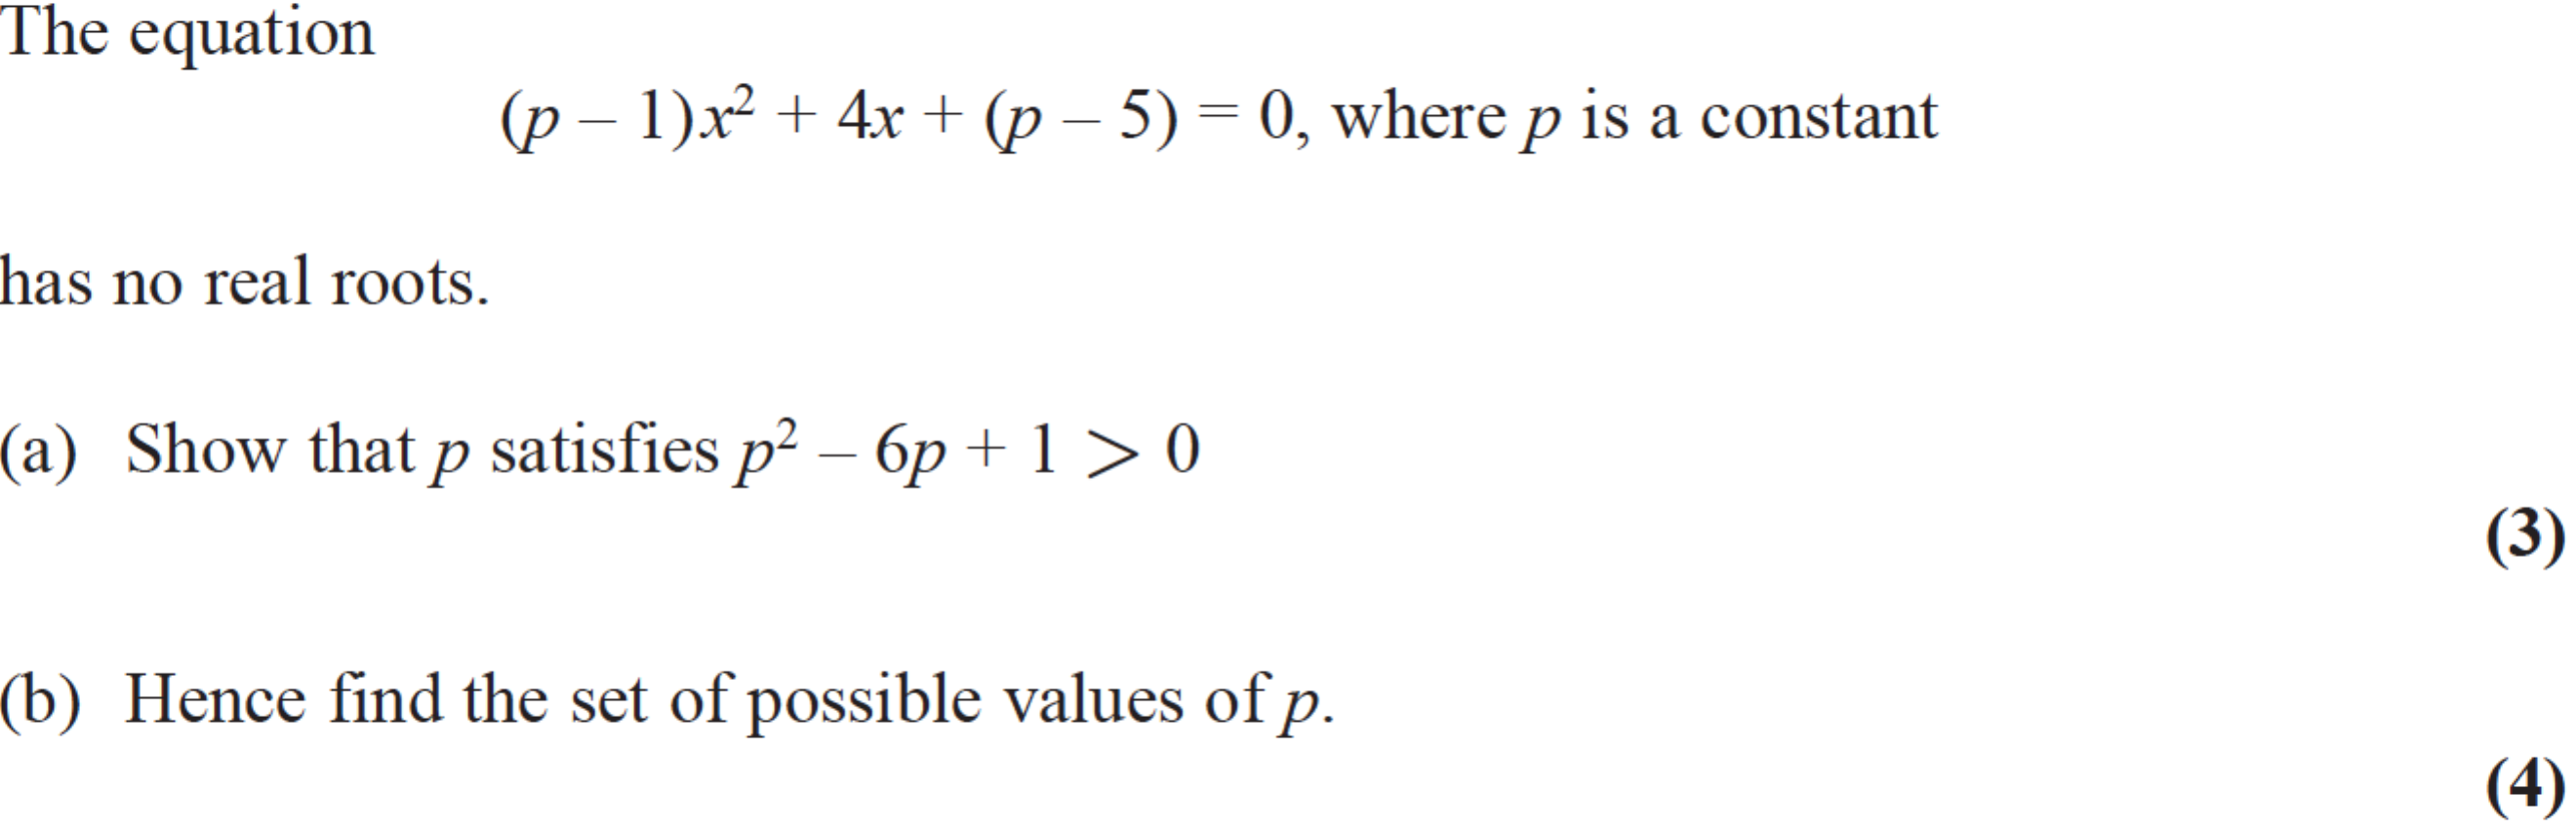 The equation
(p – 1)x² + 4x + (p – 5) = 0, where p is a constant
has no real roots.
(a) Show that p satisfies p² – 6p + 1 > 0
(3)
(b) Hence find the set of possible values of p.
(4)